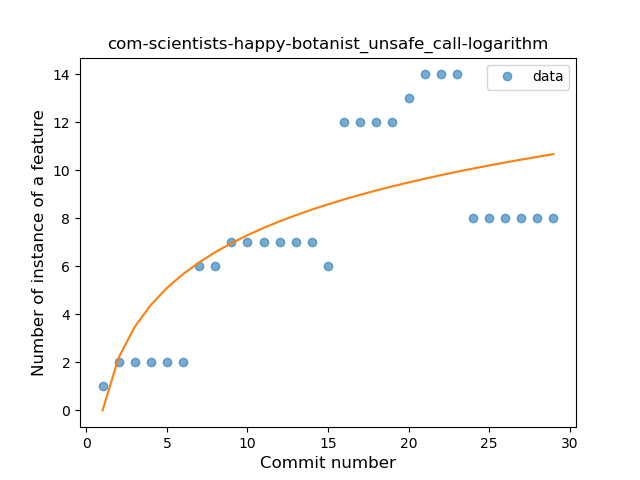 com-scientists-happy-botanist_unsafe_call-logarithm
data
Number of instance of a feature
14
12
10
8
6
4
2
0
0 5 10 15 20 25 30
Commit number